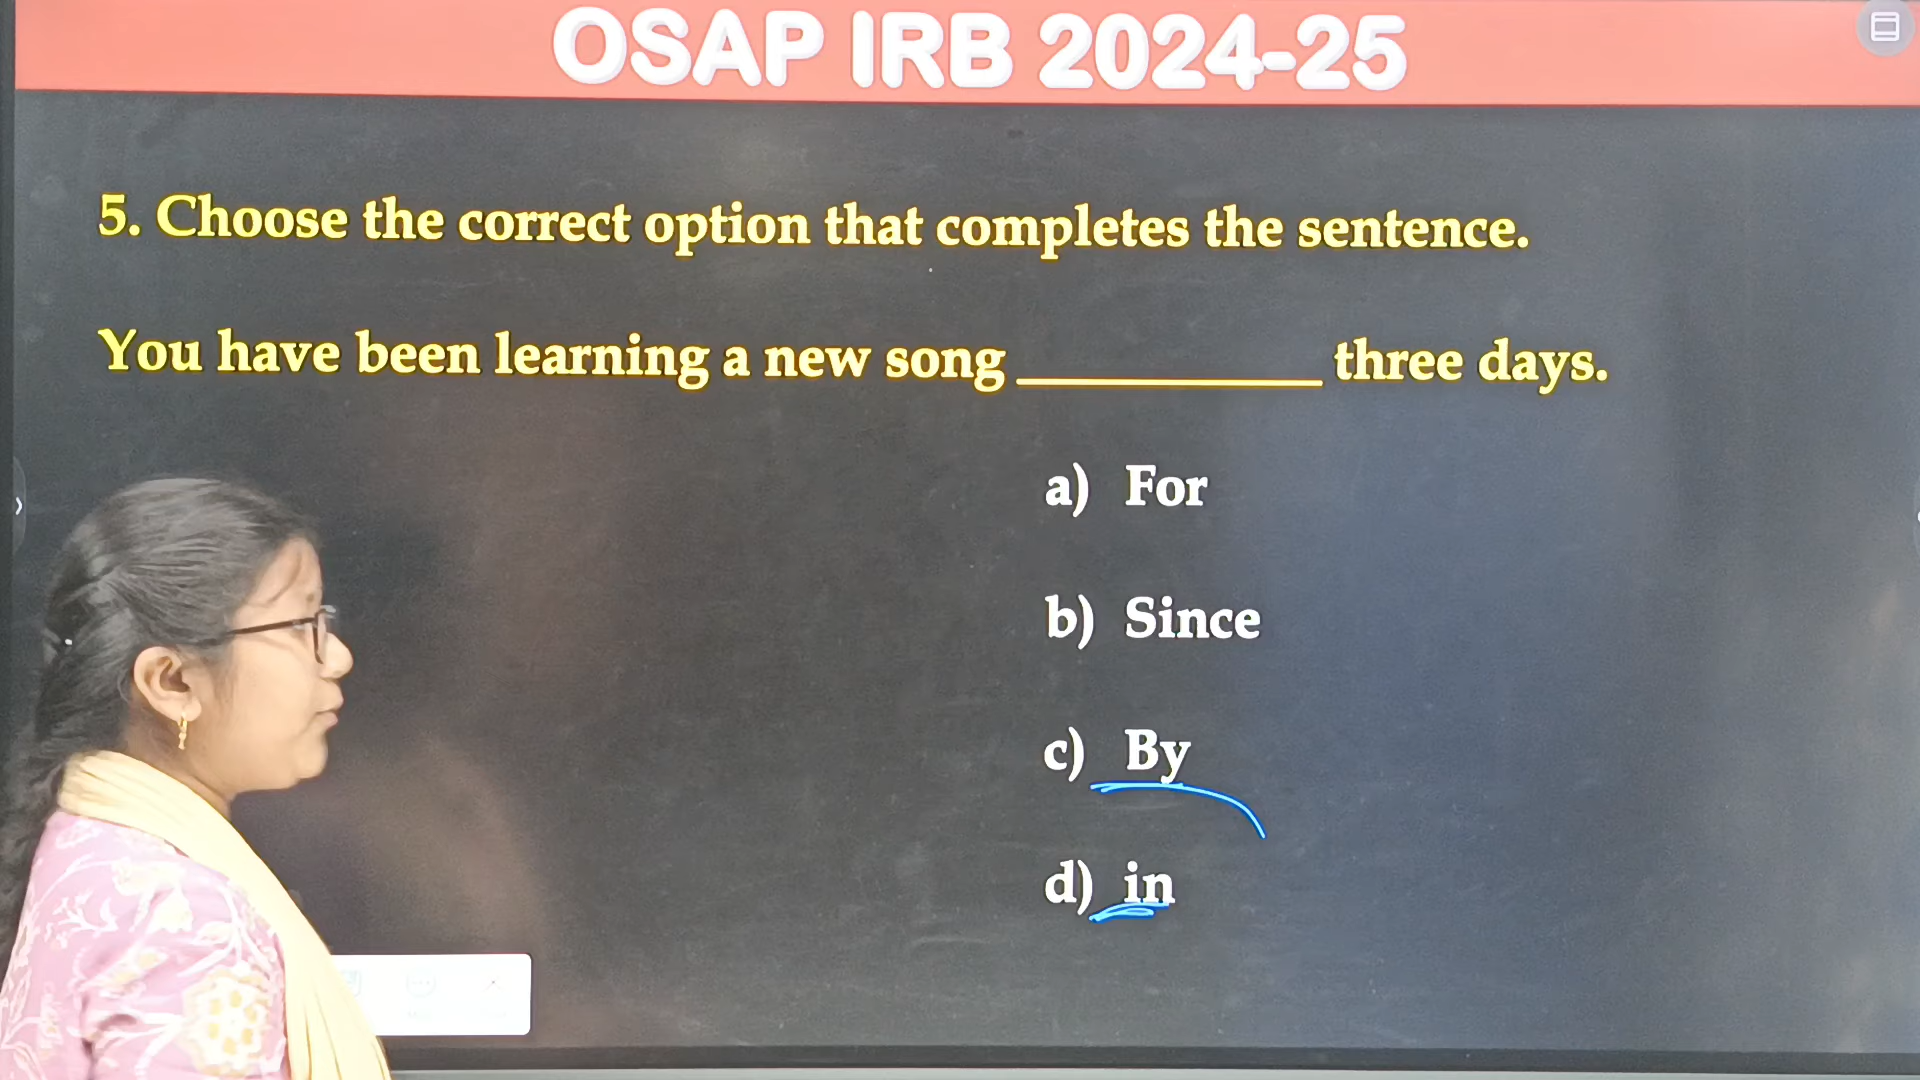 OSAP IRB 2024-25
5. Choose the correct option that completes the sentence.
You have been learning a new song __________ three days.
a) For
b) Since
c) By
d) in